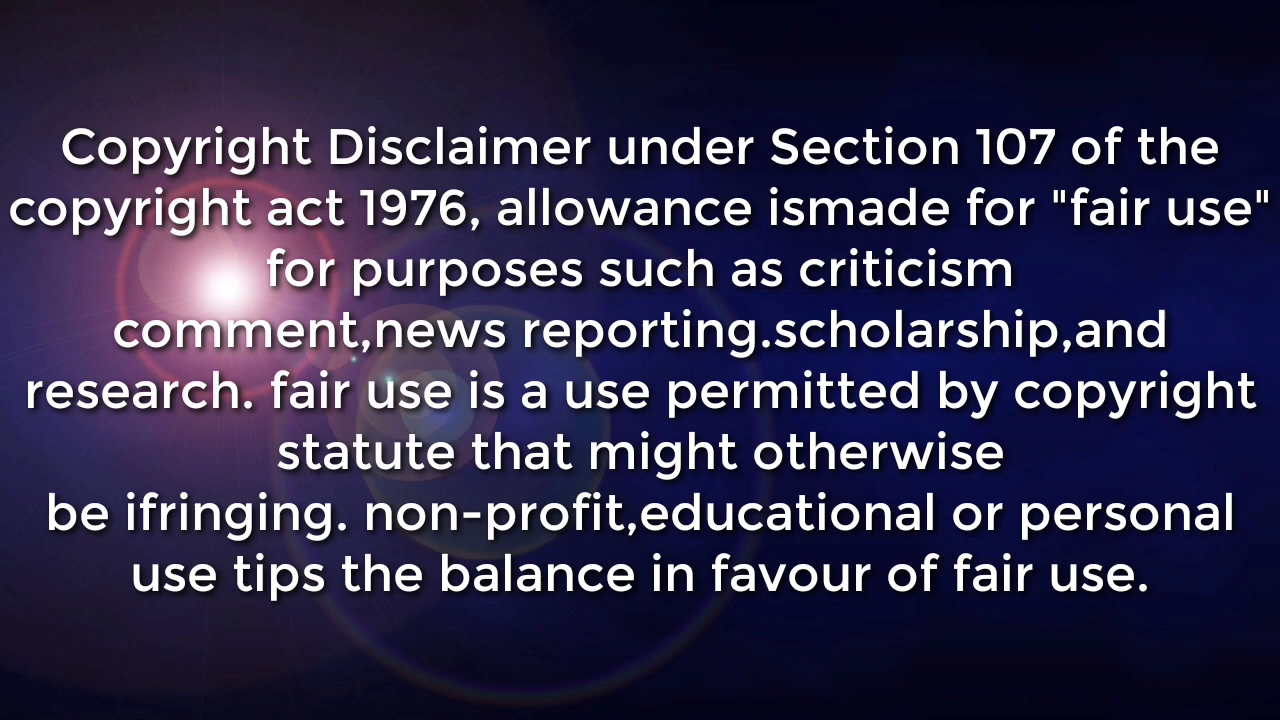 Copyright Disclaimer under Section 107 of the
copyright act 1976, allowance ismade for "fair use"
for purposes such as criticism
comment,news reporting.scholarship,and
research. fair use is a use permitted by copyright
statute that might otherwise
be ifringing. non-profit,educational or personal
use tips the balance in favour of fair use.